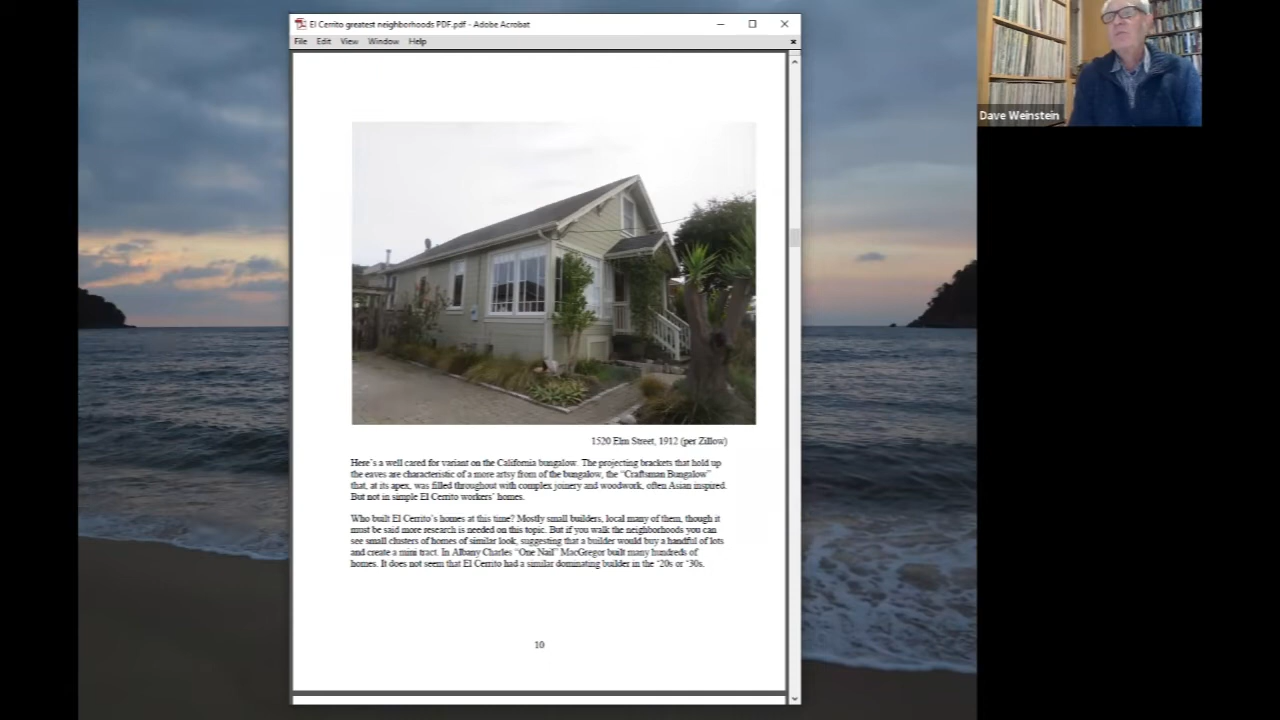 El Cerrito greatest neighborhoods PDF.pdf - Adobe Acrobat
File Edit View Window Help
Dave Weinstein
1520 Elm Street, 1912 (per Zillow)
Here's a well cared for variant on the California bungalow. The projecting brackets that hold up
the eaves are characteristic of a more artsy from of the bungalow, the "Craftsman Bungalow"
that, at its apex, was filled throughout with complex joinery and woodwork, often Asian inspired.
But not in simple El Cerrito workers' homes.
Who built El Cerrito's homes at this time? Mostly small builders, local many of them, though it
must be said more research is needed on this topic. But if you walk the neighborhoods you can
see small clusters of homes of similar look, suggesting that a builder would buy a handful of lots
and create a mini tract. In Albany Charles "One Nail" MacGregor built many hundreds of
homes. It does not seem that El Cerrito had a similar dominating builder in the '20s or '30s.
10